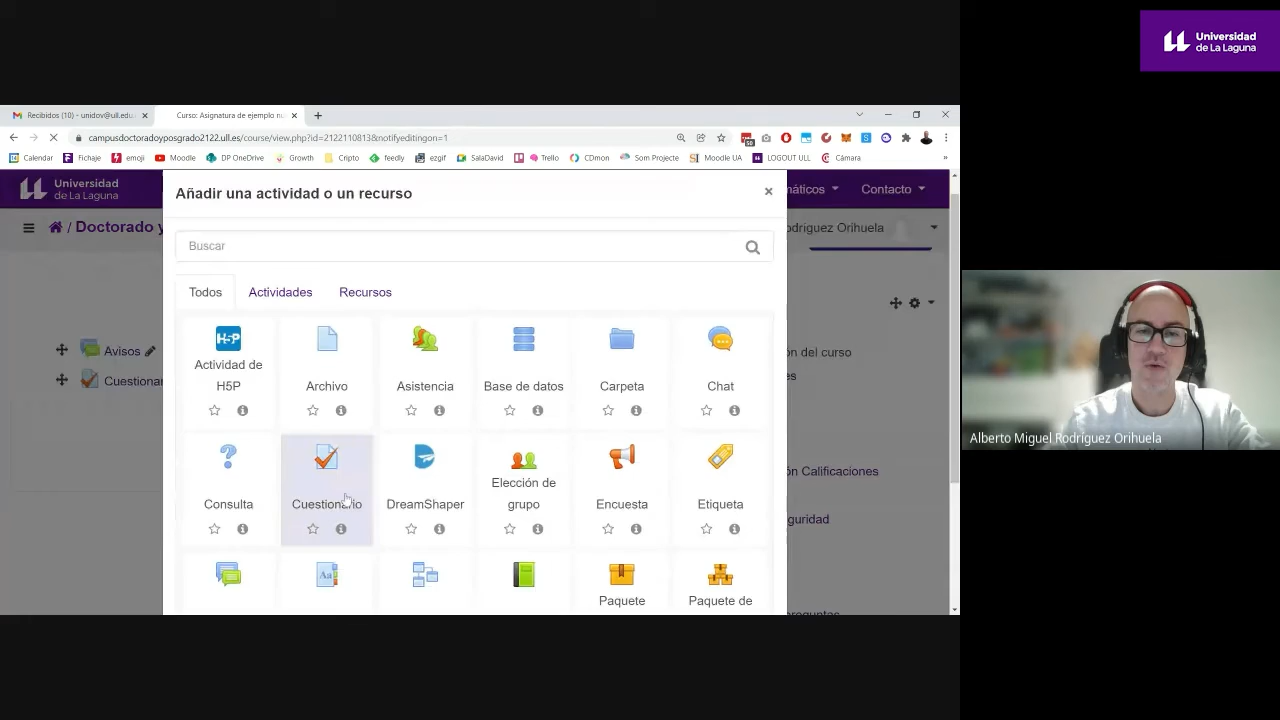 Universidad
de La Laguna
Recibidos (10) - unidov@ull.edu.
Curso: Asignatura de ejemplo nu
campusdoctoradoyposgrado2122.ull.es/course/view.php?id=2122110813&notifyeditingon=1
Calendar
Fichaje
emoji
Moodle
DP OneDrive
Growth
Cripto
feedly
ezgif
SalaDavid
Trello
CDmon
Som Projecte
Moodle UA
LOGOUT ULL
Cámara
Universidad
de La Laguna
Añadir una actividad o un recurso
máticos
Contacto
/ Doctorado y
odríguez Orihuela
Buscar
Todos
Actividades
Recursos
Avisos
Cuestionar
Actividad de
H5P
Archivo
Asistencia
Base de datos
Carpeta
Chat
ón del curso
es
Consulta
Cuestionario
DreamShaper
Elección de
grupo
Encuesta
Etiqueta
ón Calificaciones
guridad
Paquete
Paquete de
preguntas
Alberto Miguel Rodríguez Orihuela